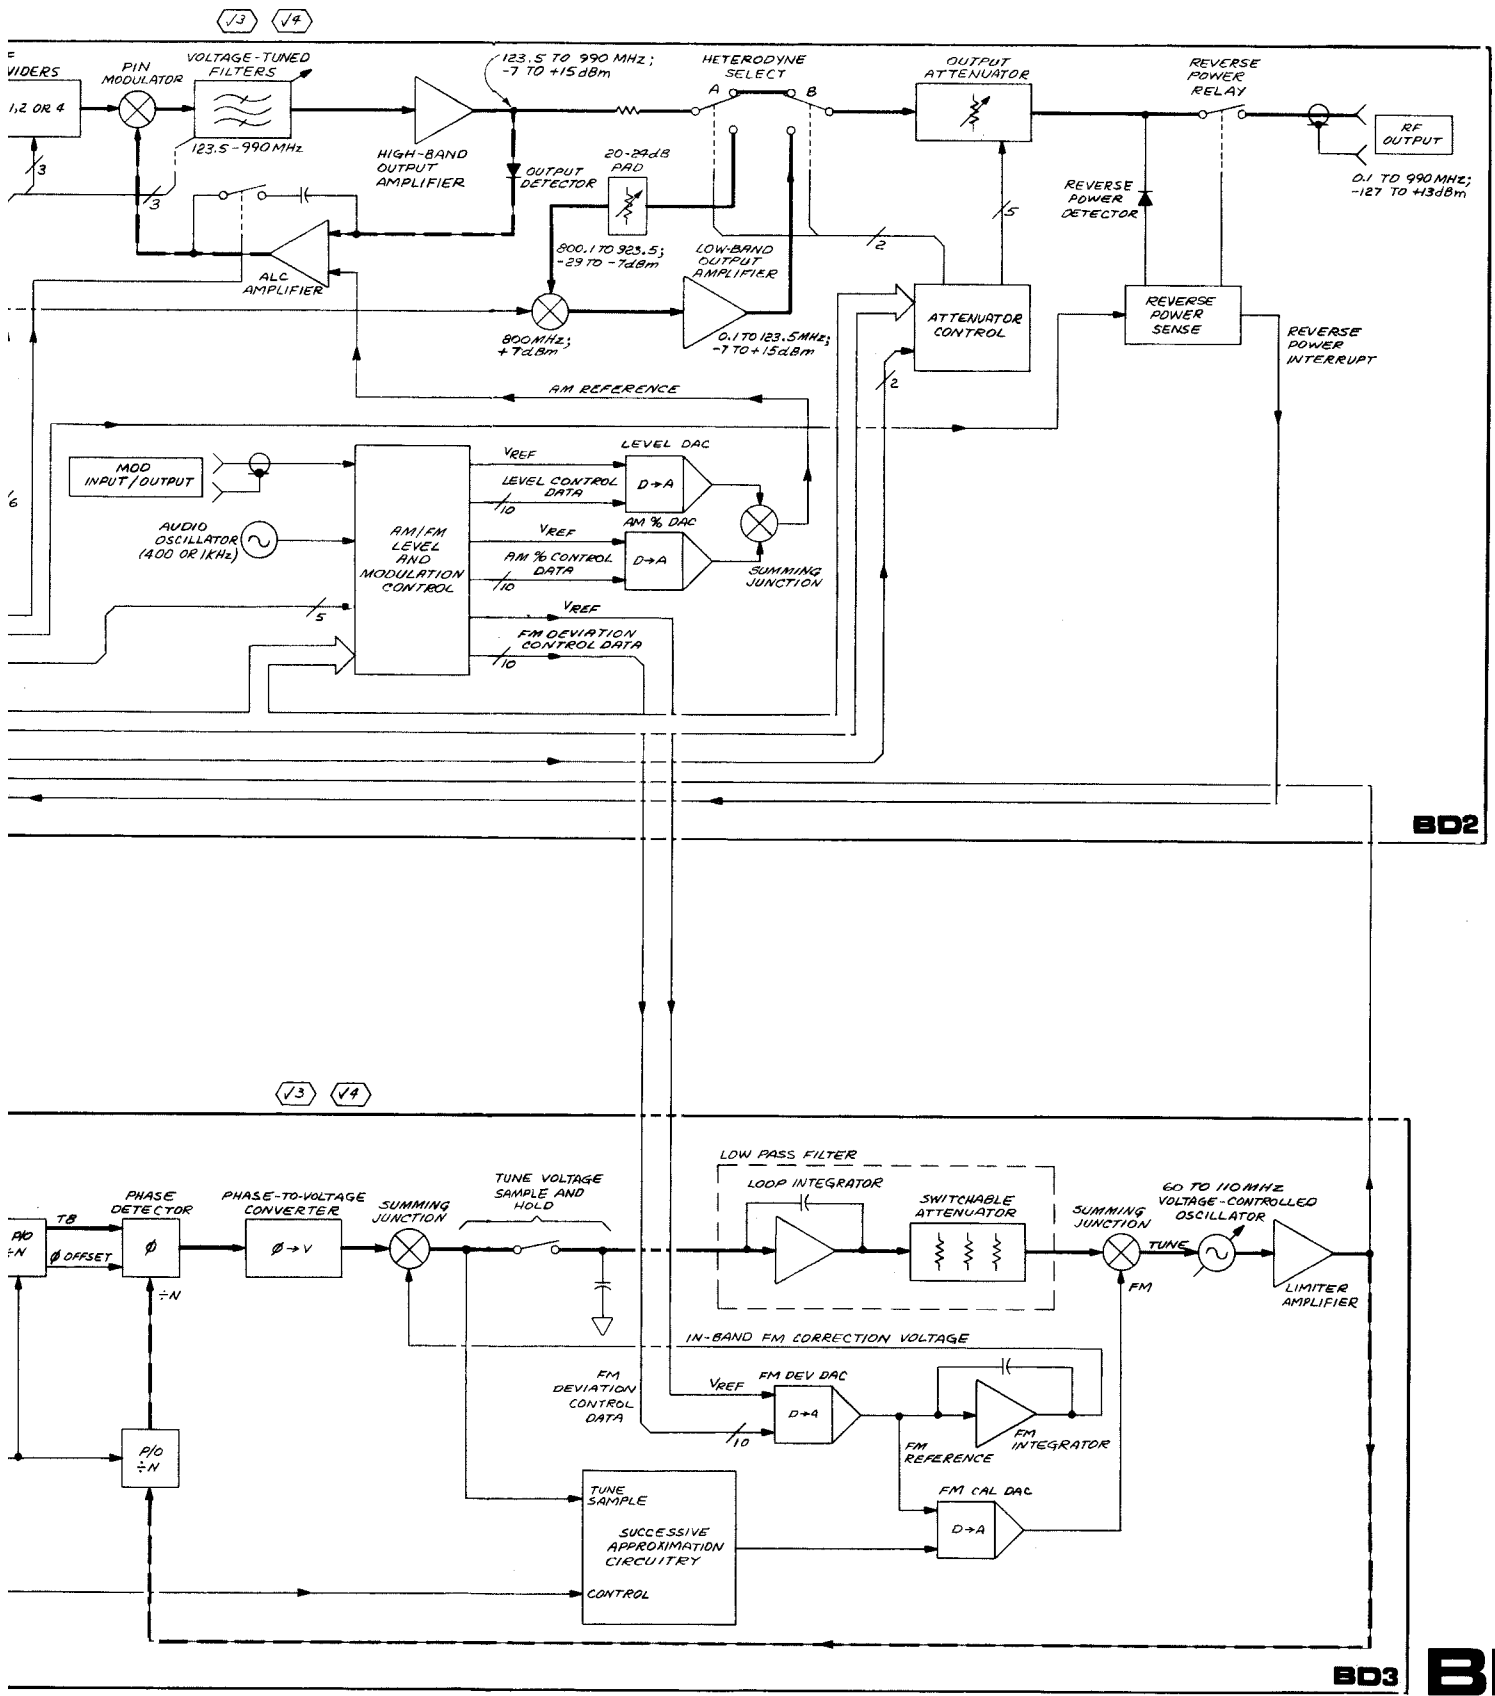 √3
√4
VIDERS
1,2 OR 4
PIN
MODULATOR
VOLTAGE-TUNED
FILTERS
123.5-990 MHz
3
3
HIGH-BAND
OUTPUT
AMPLIFIER
123.5 TO 990 MHz;
-7 TO +15dBm
OUTPUT
DETECTOR
20-24dB
PAD
HETERODYNE
SELECT
A
B
OUTPUT
ATTENUATOR
REVERSE
POWER
RELAY
RF
OUTPUT
0.1 TO 990 MHz;
-127 TO +13dBm
REVERSE
POWER
DETECTOR
5
2
ALC
AMPLIFIER
800.1 TO 923.5;
-29 TO -7dBm
LOW-BAND
OUTPUT
AMPLIFIER
800MHz;
+7dBm
0.1 TO 123.5MHz;
-7 TO +15dBm
ATTENUATOR
CONTROL
2
REVERSE
POWER
SENSE
REVERSE
POWER
INTERRUPT
AM REFERENCE
MOD
INPUT/OUTPUT
6
AUDIO
OSCILLATOR
(400 OR 1KHz)
AM/FM
LEVEL
AND
MODULATION
CONTROL
5
VREF
LEVEL CONTROL
DATA
10
LEVEL DAC
D→A
VREF
AM % CONTROL
DATA
10
AM % DAC
D→A
SUMMING
JUNCTION
VREF
FM DEVIATION
CONTROL DATA
10
BD2
√3
√4
P/O
÷N
TB
Ø OFFSET
PHASE
DETECTOR
Ø
÷N
PHASE-TO-VOLTAGE
CONVERTER
Ø→V
SUMMING
JUNCTION
TUNE VOLTAGE
SAMPLE AND
HOLD
LOW PASS FILTER
LOOP INTEGRATOR
SWITCHABLE
ATTENUATOR
SUMMING
JUNCTION
TUNE
FM
60 TO 110MHz
VOLTAGE-CONTROLLED
OSCILLATOR
LIMITER
AMPLIFIER
IN-BAND FM CORRECTION VOLTAGE
FM
DEVIATION
CONTROL
DATA
VREF
10
FM DEV DAC
D→A
FM
REFERENCE
FM
INTEGRATOR
FM CAL DAC
D→A
P/O
÷N
TUNE
SAMPLE
SUCCESSIVE
APPROXIMATION
CIRCUITRY
CONTROL
BD3